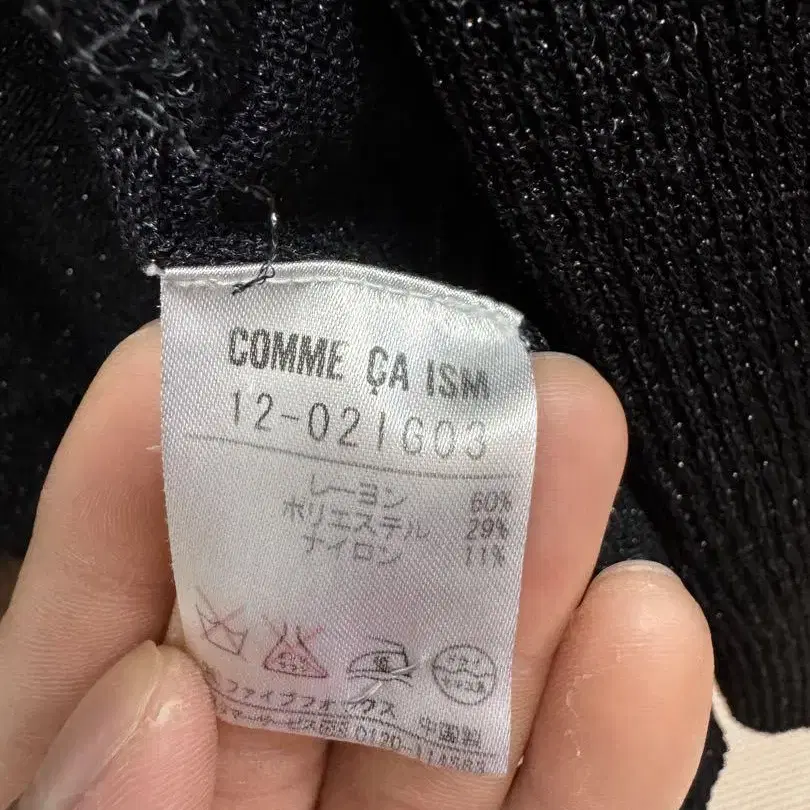 COMME ÇA ISM
12-02IG03
レーヨン 60%
ポリエステル 29%
ナイロン 11%
ファイブフォックス 中国製